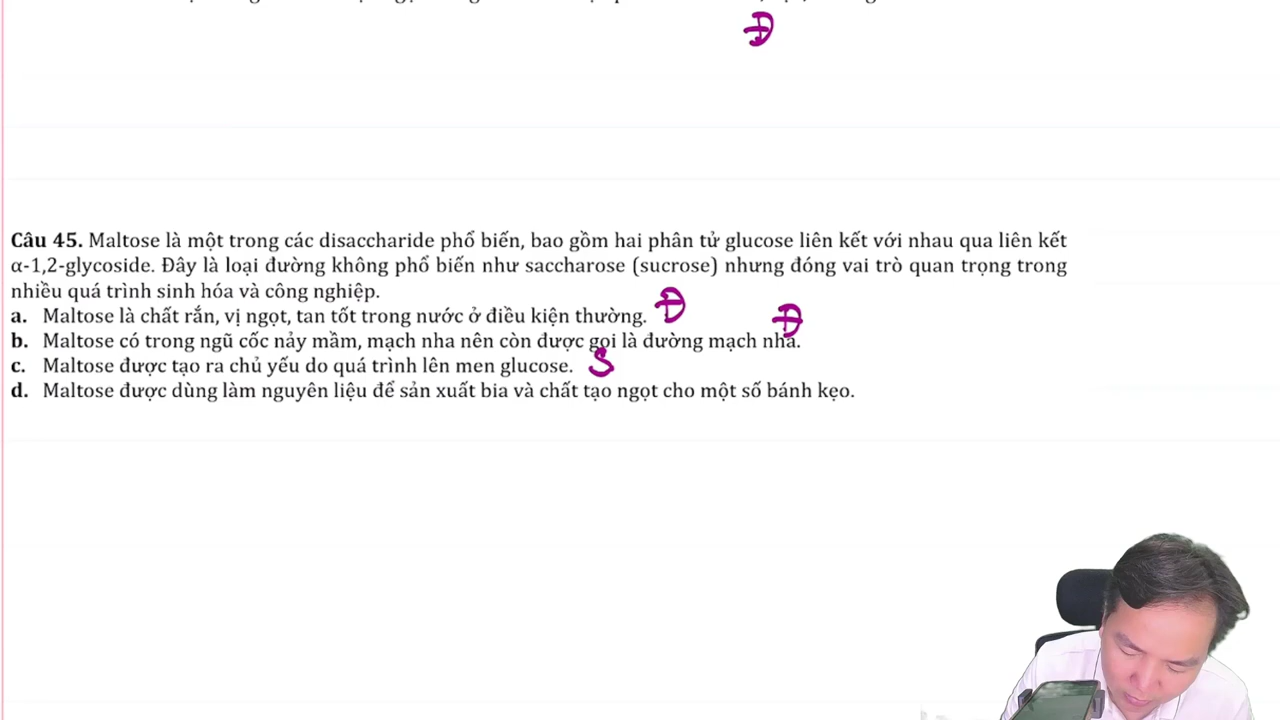 Đ
Câu 45. Maltose là một trong các disaccharide phổ biến, bao gồm hai phân tử glucose liên kết với nhau qua liên kết
α-1,2-glycoside. Đây là loại đường không phổ biến như saccharose (sucrose) nhưng đóng vai trò quan trọng trong
nhiều quá trình sinh hóa và công nghiệp.
a. Maltose là chất rắn, vị ngọt, tan tốt trong nước ở điều kiện thường. Đ
b. Maltose có trong ngũ cốc nảy mầm, mạch nha nên còn được gọi là đường mạch nha. Đ
c. Maltose được tạo ra chủ yếu do quá trình lên men glucose. S
d. Maltose được dùng làm nguyên liệu để sản xuất bia và chất tạo ngọt cho một số bánh kẹo.